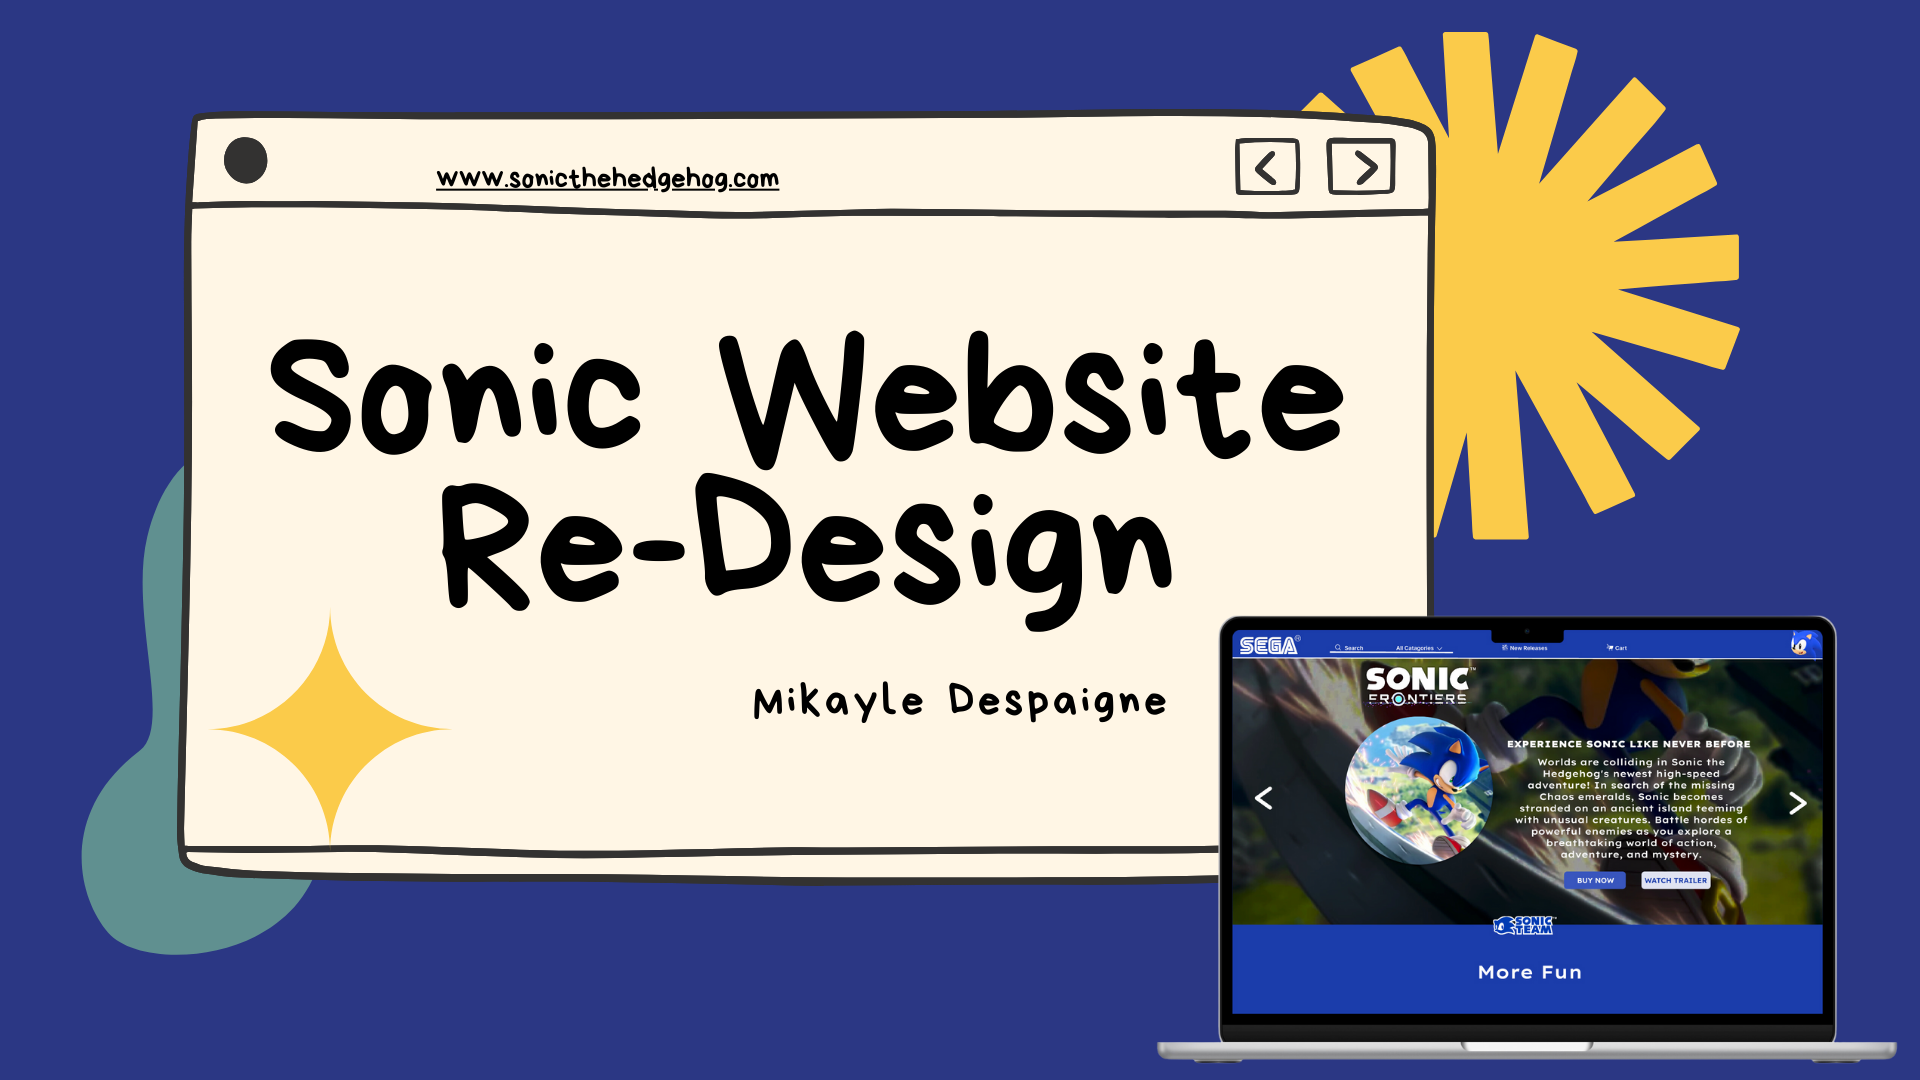 www.sonicthehedgehog.com
Sonic Website
Re-Design
Mikayle Despaigne
SEGA
Search
All Catagories
New Releases
Cart
SONIC
FRONTIERS
EXPERIENCE SONIC LIKE NEVER BEFORE
Worlds are colliding in Sonic the
Hedgehog's newest high-speed
adventure! In search of the missing
Chaos emeralds, Sonic becomes
stranded on an ancient island teeming
with unusual creatures. Battle hordes of
powerful enemies as you explore a
breathtaking world of action,
adventure, and mystery.
BUY NOW
WATCH TRAILER
SONIC
TEAM
More Fun